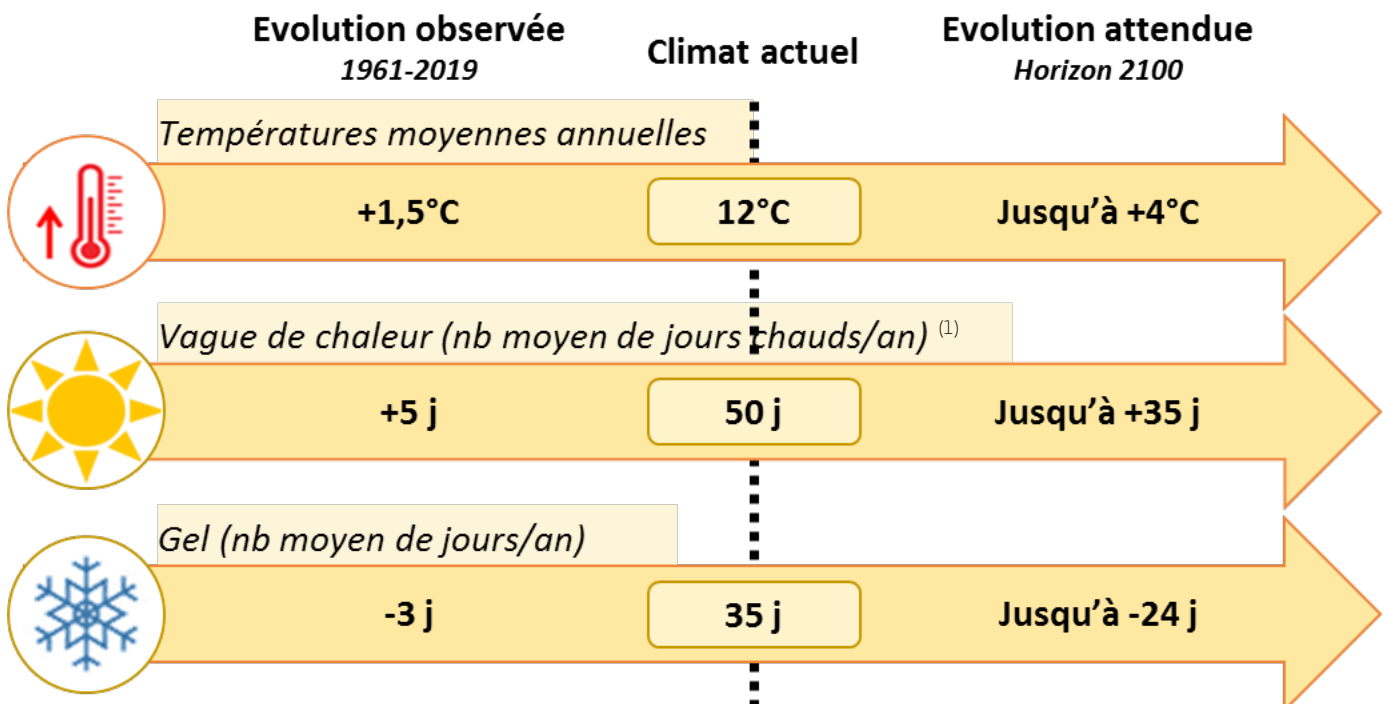 Evolution observée
1961-2019
Climat actuel
Evolution attendue
Horizon 2100
Températures moyennes annuelles
+1,5°C
12°C
Jusqu’à +4°C
Vague de chaleur (nb moyen de jours chauds/an) (1)
+5 j
50 j
Jusqu’à +35 j
Gel (nb moyen de jours/an)
-3 j
35 j
Jusqu’à -24 j